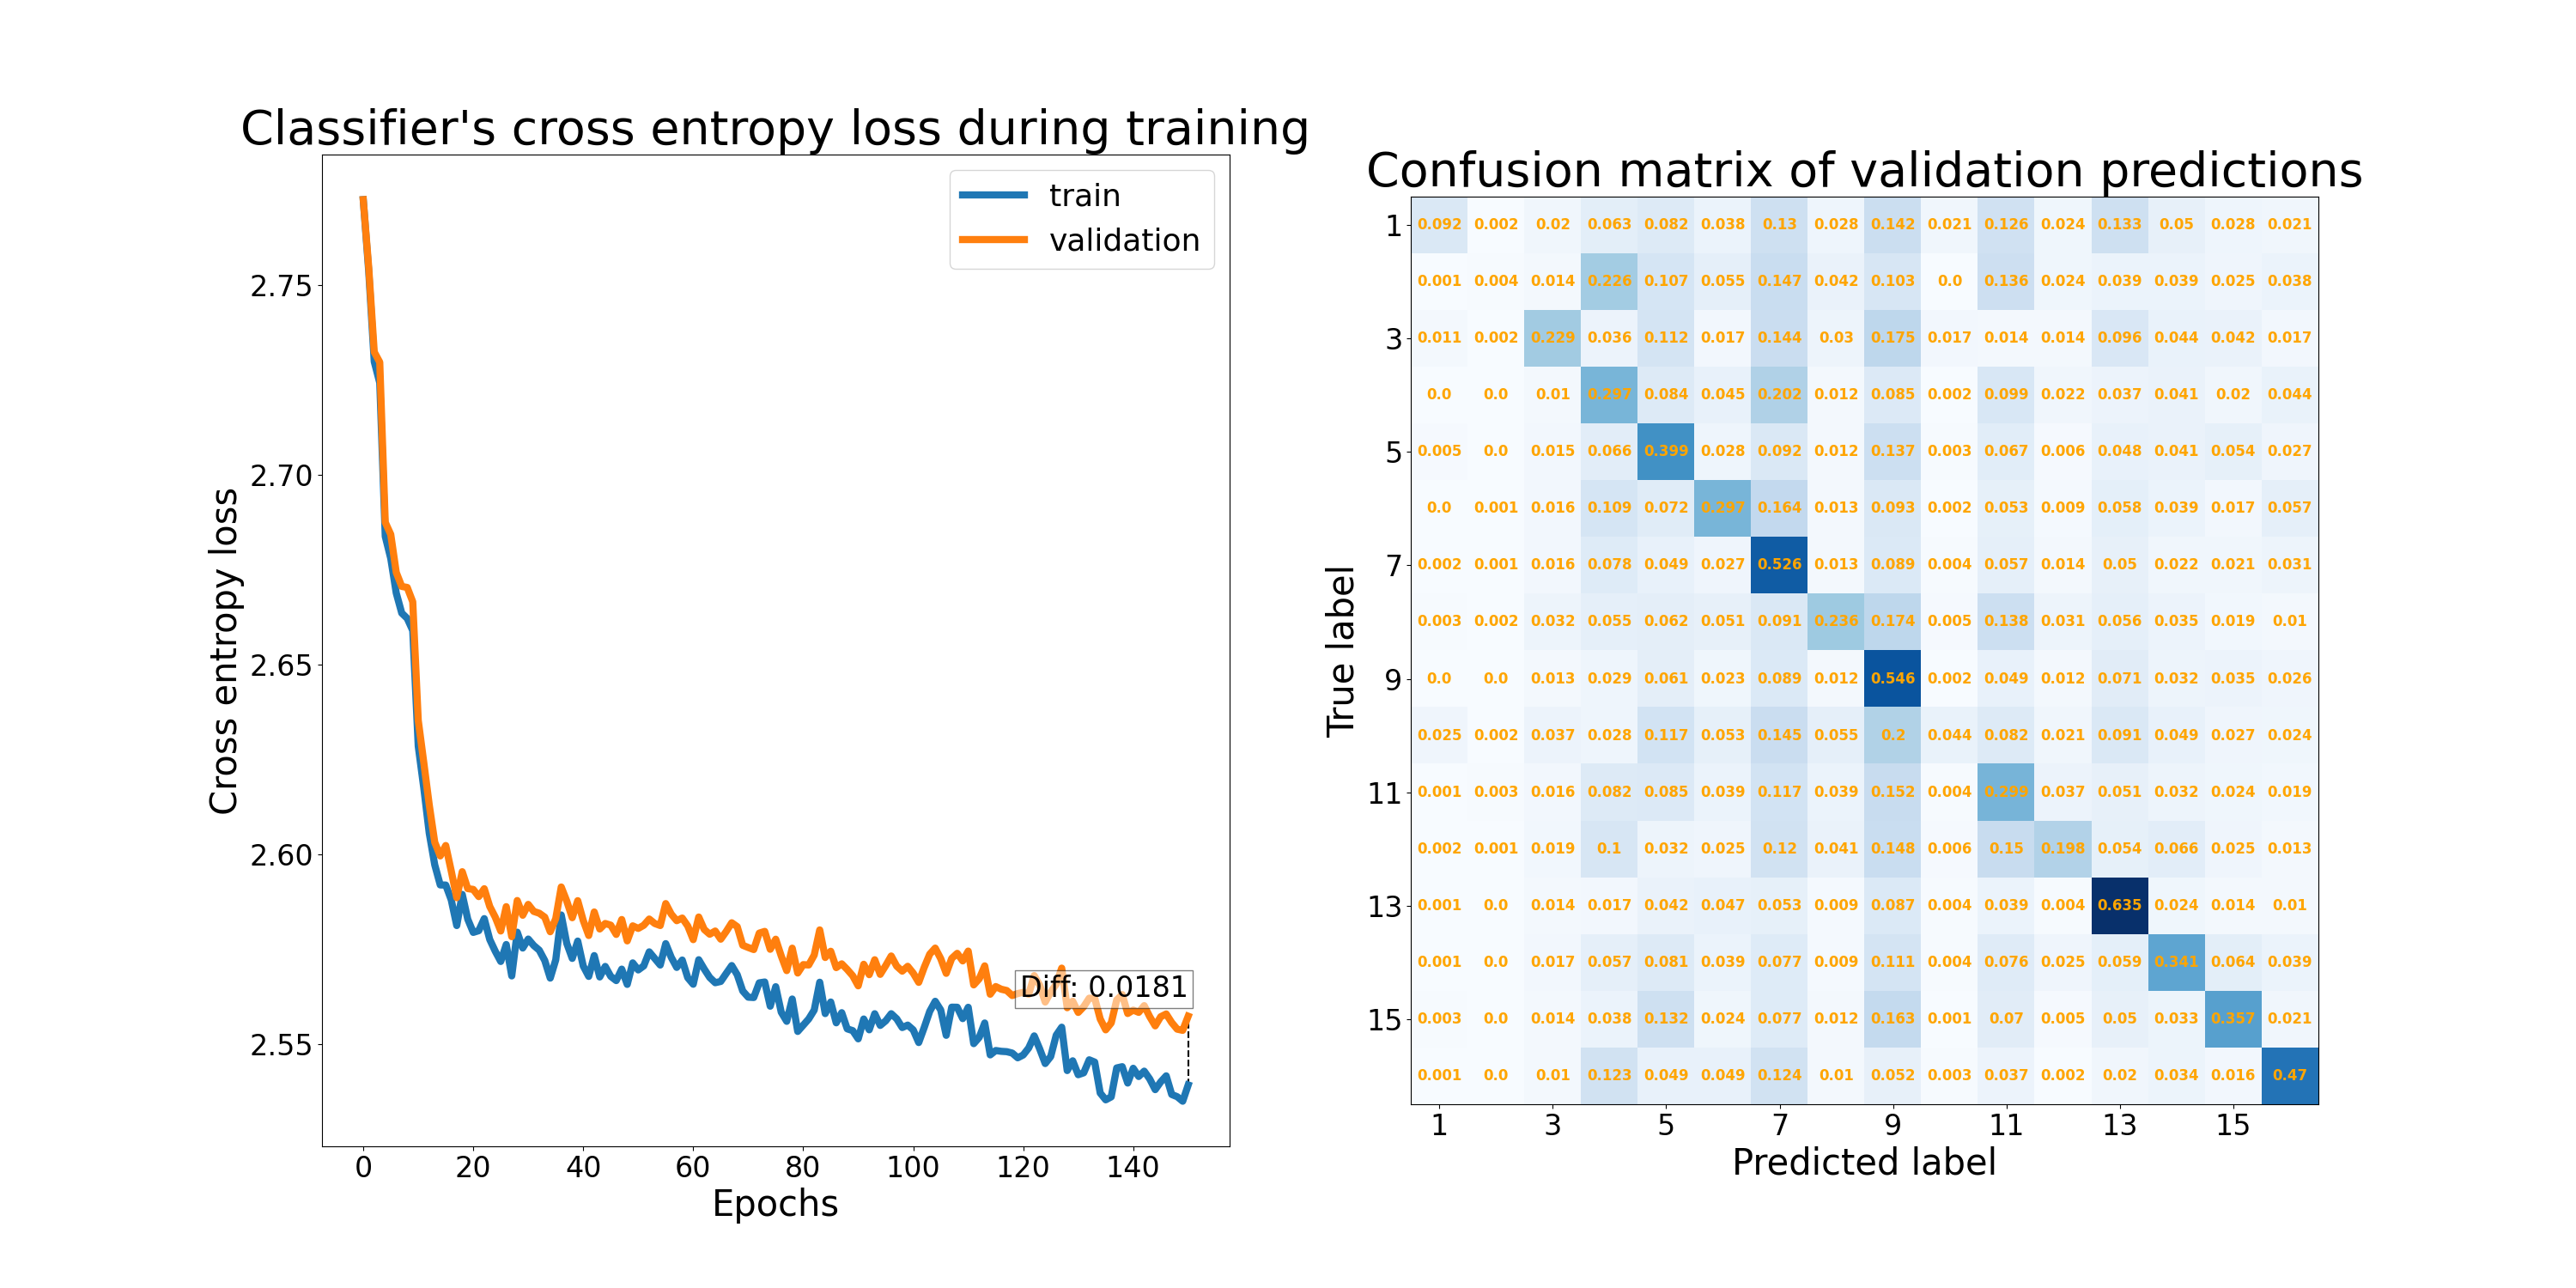 Classifier's cross entropy loss during training
train
validation
2.75
2.70
2.65
2.60
2.55
Cross entropy loss
Diff: 0.0181
0 20 40 60 80 100 120 140
Epochs
Confusion matrix of validation predictions
True label
1 0.092 0.002 0.02 0.063 0.082 0.038 0.13 0.028 0.142 0.021 0.126 0.024 0.133 0.05 0.028 0.021
0.001 0.004 0.014 0.226 0.107 0.055 0.147 0.042 0.103 0.0 0.136 0.024 0.039 0.039 0.025 0.038
3 0.011 0.002 0.229 0.036 0.112 0.017 0.144 0.03 0.175 0.017 0.014 0.014 0.096 0.044 0.042 0.017
0.0 0.0 0.01 0.297 0.084 0.045 0.202 0.012 0.085 0.002 0.099 0.022 0.037 0.041 0.02 0.044
5 0.005 0.0 0.015 0.066 0.399 0.028 0.092 0.012 0.137 0.003 0.067 0.006 0.048 0.041 0.054 0.027
0.0 0.001 0.016 0.109 0.072 0.297 0.164 0.013 0.093 0.002 0.053 0.009 0.058 0.039 0.017 0.057
7 0.002 0.001 0.016 0.078 0.049 0.027 0.526 0.013 0.089 0.004 0.057 0.014 0.05 0.022 0.021 0.031
0.003 0.002 0.032 0.055 0.062 0.051 0.091 0.236 0.174 0.005 0.138 0.031 0.056 0.035 0.019 0.01
9 0.0 0.0 0.013 0.029 0.061 0.023 0.089 0.012 0.546 0.002 0.049 0.012 0.071 0.032 0.035 0.026
0.025 0.002 0.037 0.028 0.117 0.053 0.145 0.055 0.2 0.044 0.082 0.021 0.091 0.049 0.027 0.024
11 0.001 0.003 0.016 0.082 0.085 0.039 0.117 0.039 0.152 0.004 0.299 0.037 0.051 0.032 0.024 0.019
0.002 0.001 0.019 0.1 0.032 0.025 0.12 0.041 0.148 0.006 0.15 0.198 0.054 0.066 0.025 0.013
13 0.001 0.0 0.014 0.017 0.042 0.047 0.053 0.009 0.087 0.004 0.039 0.004 0.635 0.024 0.014 0.01
0.001 0.0 0.017 0.057 0.081 0.039 0.077 0.009 0.111 0.004 0.076 0.025 0.059 0.341 0.064 0.039
15 0.003 0.0 0.014 0.038 0.132 0.024 0.077 0.012 0.163 0.001 0.07 0.005 0.05 0.033 0.357 0.021
0.001 0.0 0.01 0.123 0.049 0.049 0.124 0.01 0.052 0.003 0.037 0.002 0.02 0.034 0.016 0.47
1 3 5 7 9 11 13 15
Predicted label